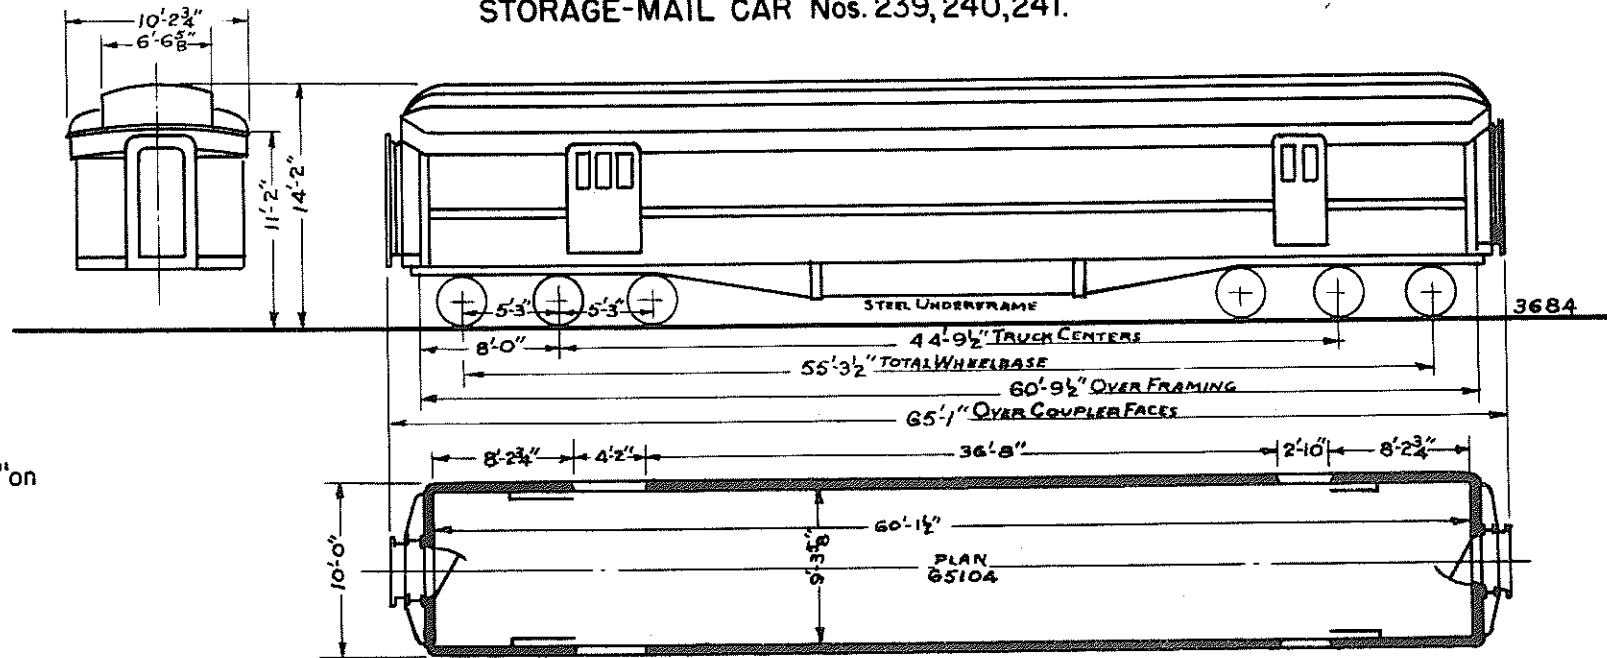 STORAGE-MAIL CAR Nos. 239, 240, 241.
10'-2¾"
6'-6⅝"
11'-2"
14'-2"
5'-3" 5'-3"
STEEL UNDERFRAME
3684
8'-0" 44'-9½" TRUCK CENTERS
55'-3½" TOTAL WHEELBASE
60'-9½" OVER FRAMING
65'-1" OVER COUPLER FACES
8'-2¾" 4'-2" 36'-8" 2'-10" 8'-2¾"
on
10'-0"
60'-1½"
9'-3⅝"
PLAN
65104